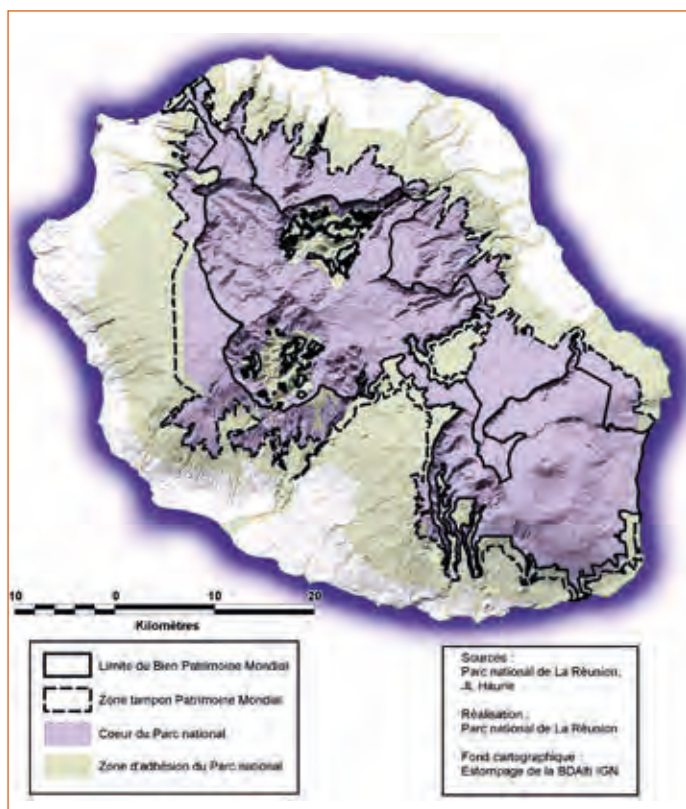 10 0 10 20
Kilomètres
Limite du Bien Patrimoine Mondial
Zone tampon Patrimoine Mondial
Coeur du Parc national
Zone d'adhésion du Parc national
Sources :
Parc national de La Réunion,
JL Haurie
Réalisation :
Parc national de La Réunion
Fond cartographique :
Estompage de la BDAlti IGN